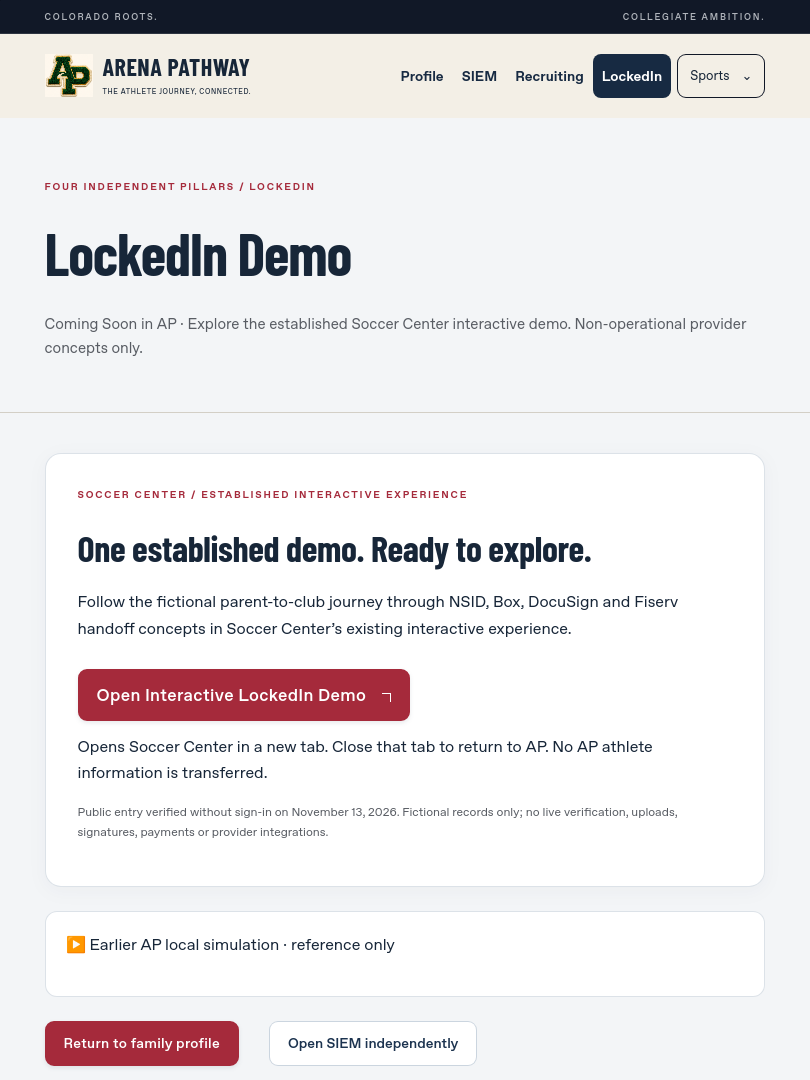 COLORADO ROOTS.
COLLEGIATE AMBITION.
AP
ARENA PATHWAY
THE ATHLETE JOURNEY, CONNECTED.
Profile
SIEM
Recruiting
LockedIn
Sports
FOUR INDEPENDENT PILLARS / LOCKEDIN
LockedIn Demo
Coming Soon in AP · Explore the established Soccer Center interactive demo. Non-operational provider
concepts only.
SOCCER CENTER / ESTABLISHED INTERACTIVE EXPERIENCE
One established demo. Ready to explore.
Follow the fictional parent-to-club journey through NSID, Box, DocuSign and Fiserv
handoff concepts in Soccer Center’s existing interactive experience.
Open Interactive LockedIn Demo
Opens Soccer Center in a new tab. Close that tab to return to AP. No AP athlete
information is transferred.
Public entry verified without sign-in on November 13, 2026. Fictional records only; no live verification, uploads,
signatures, payments or provider integrations.
Earlier AP local simulation · reference only
Return to family profile
Open SIEM independently